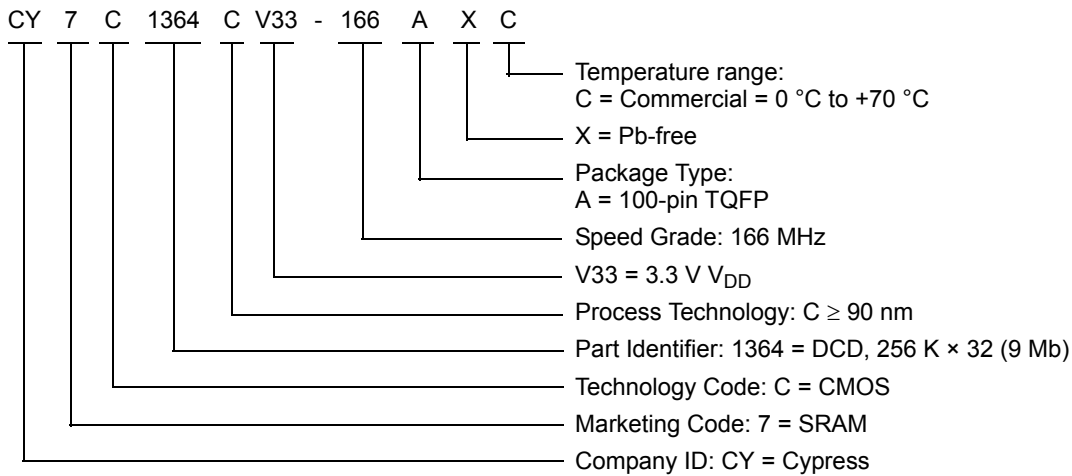 CY 7 C 1364 C V33 - 166 A X C
Temperature range:
C = Commercial = 0 °C to +70 °C
X = Pb-free
Package Type:
A = 100-pin TQFP
Speed Grade: 166 MHz
V33 = 3.3 V VDD
Process Technology: C ≥ 90 nm
Part Identifier: 1364 = DCD, 256 K × 32 (9 Mb)
Technology Code: C = CMOS
Marketing Code: 7 = SRAM
Company ID: CY = Cypress